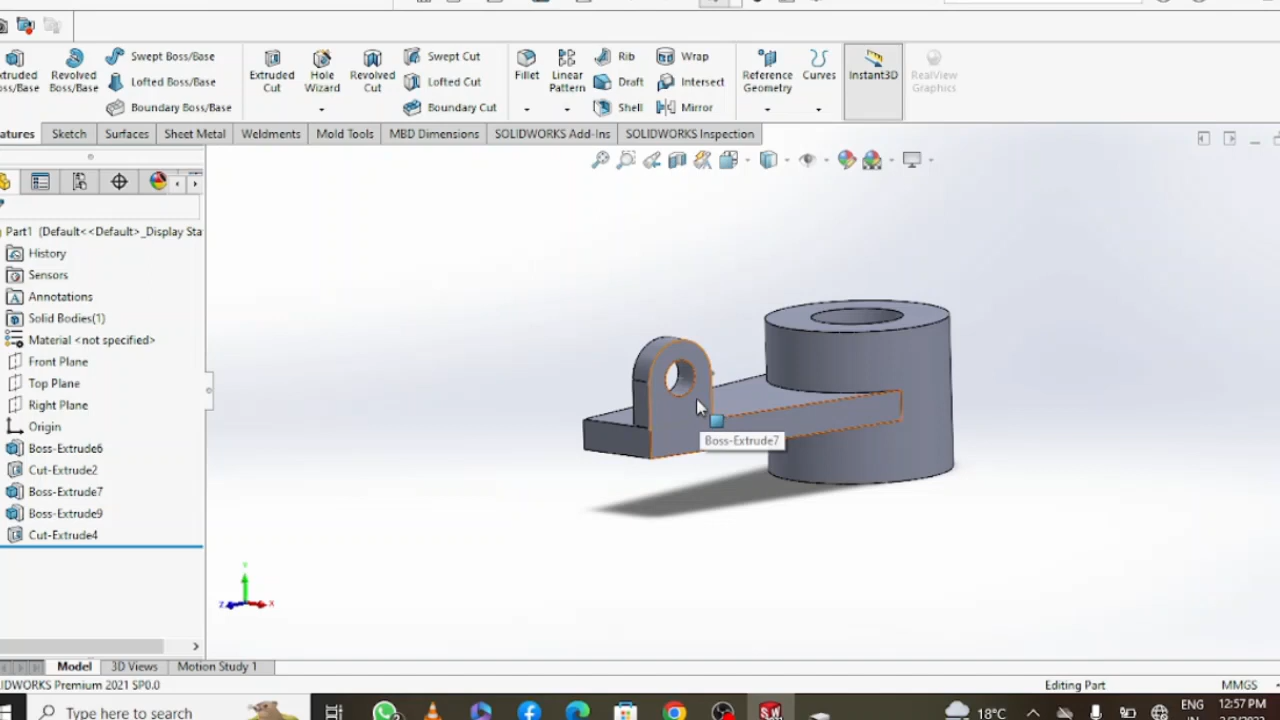 Swept Boss/Base
Swept Cut
Rib
Wrap
Revolved
Boss/Base
Lofted Boss/Base
Extruded
Cut
Hole
Wizard
Revolved
Cut
Lofted Cut
Fillet
Linear
Pattern
Draft
Intersect
Reference
Geometry
Curves
Instant3D
RealView
Graphics
Boundary Boss/Base
Boundary Cut
Shell
Mirror
Sketch
Surfaces
Sheet Metal
Weldments
Mold Tools
MBD Dimensions
SOLIDWORKS Add-Ins
SOLIDWORKS Inspection
Part1 (Default<<Default>_Display Sta
History
Sensors
Annotations
Solid Bodies(1)
Material <not specified>
Front Plane
Top Plane
Right Plane
Origin
Boss-Extrude6
Cut-Extrude2
Boss-Extrude7
Boss-Extrude9
Cut-Extrude4
Boss-Extrude7
Y
Z
X
Model
3D Views
Motion Study 1
IDWORKS Premium 2021 SP0.0
Editing Part
MMGS
Type here to search
18°C
ENG
12:57 PM